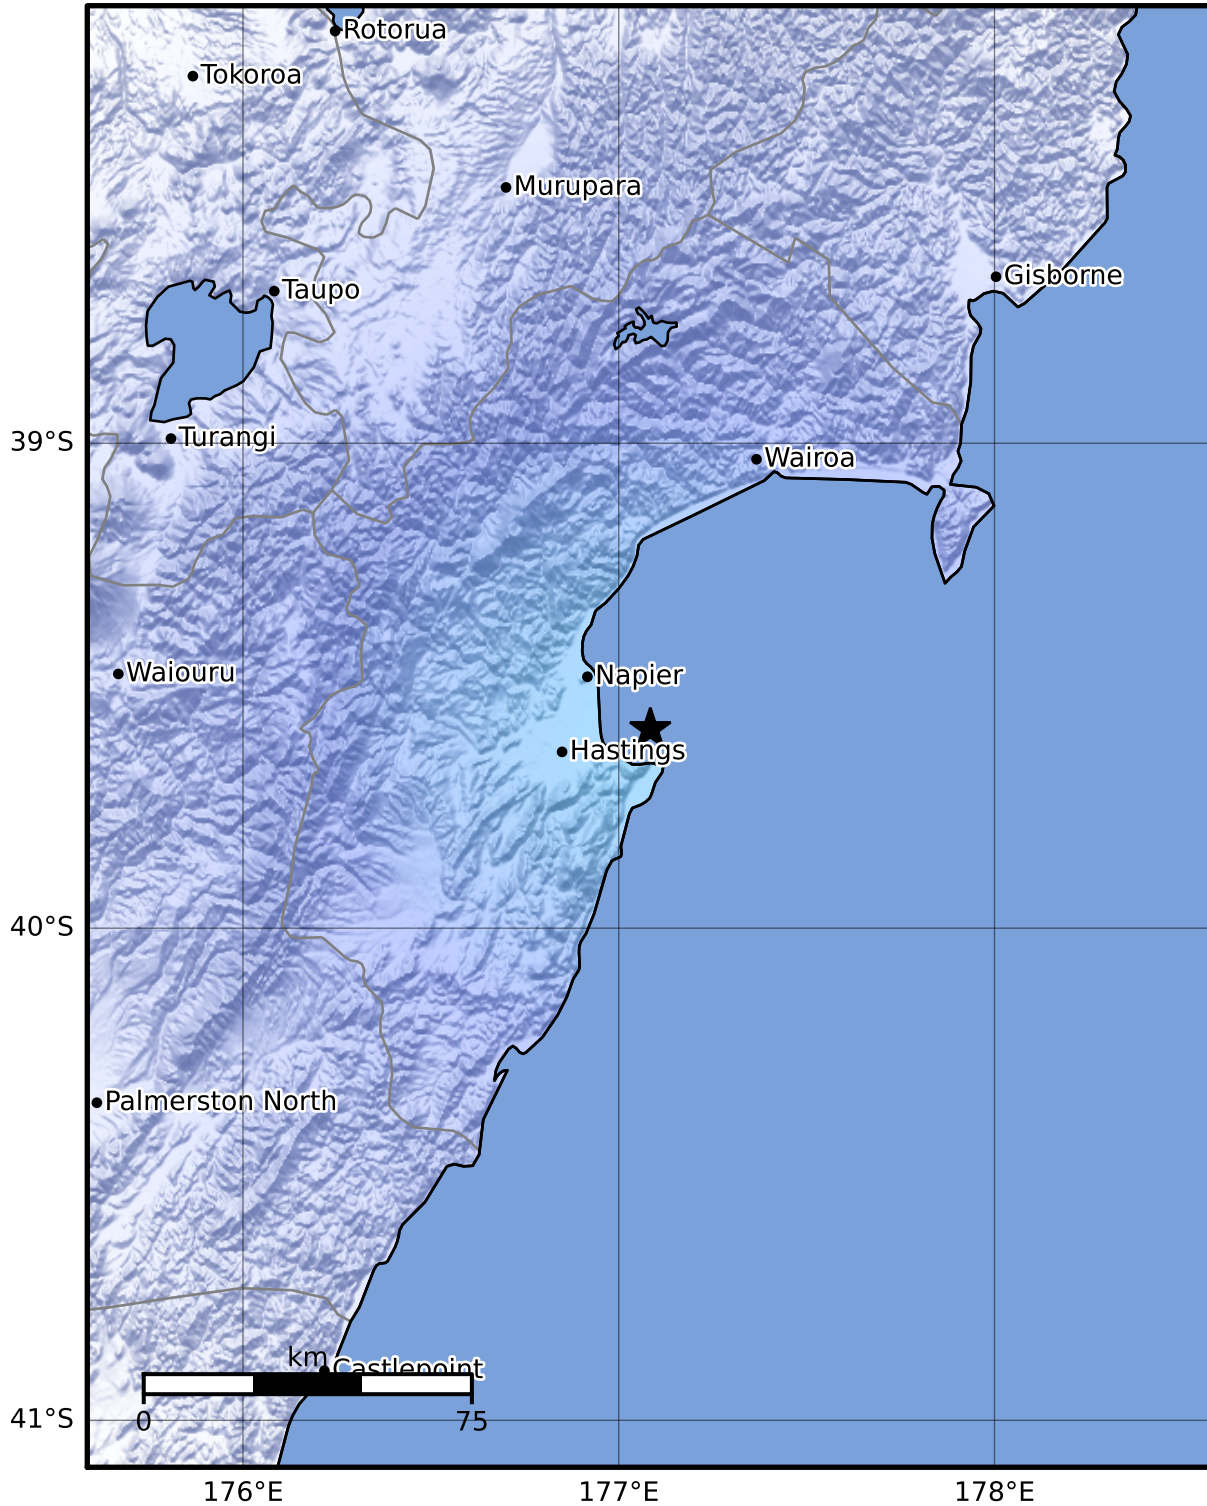 Rotorua
Tokoroa
Murupara
Gisborne
Taupo
Turangi
39°S
Wairoa
Waiouru
Napier
Hastings
40°S
Palmerston North
km
Castlepoint
0
75
41°S
176°E
177°E
178°E